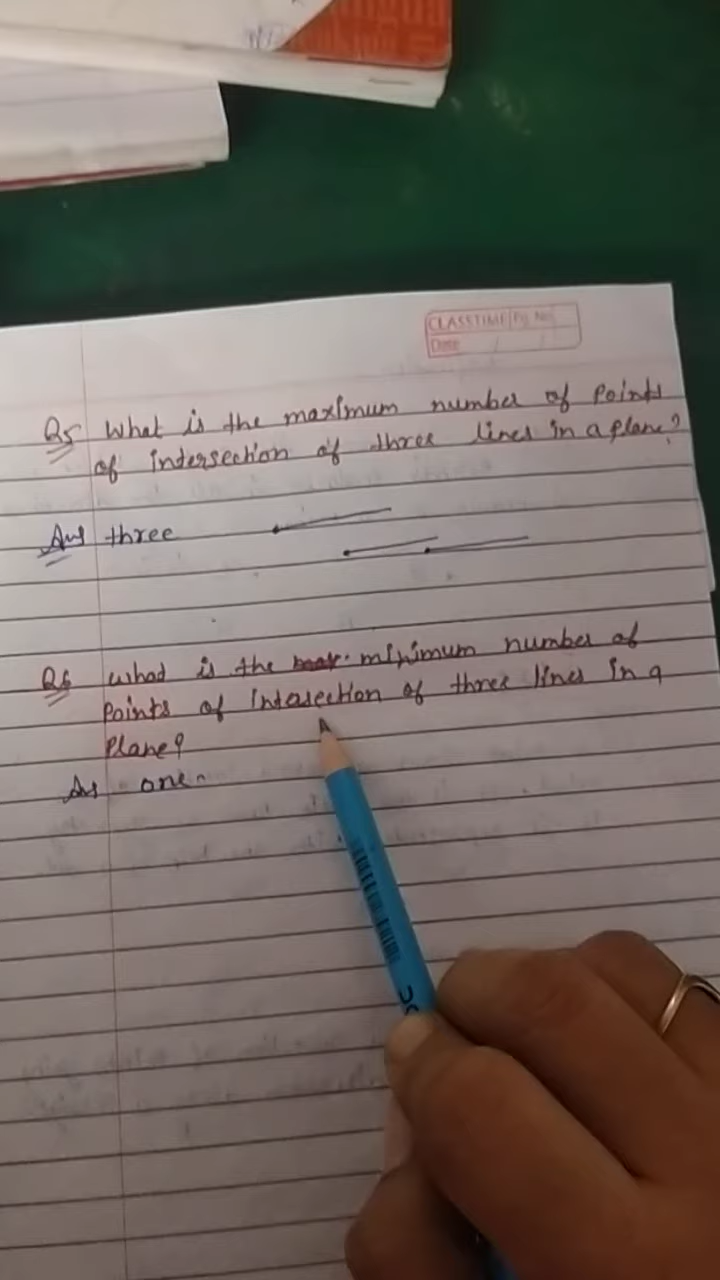 CLASSTIME Pg. No.
Date / /
Q5 What is the maximum number of Points
of intersection of three lines in a plane?
Ans three
Q6 what is the minimum number of
Points of intersection of three lines in a
Plane?
Ans one.